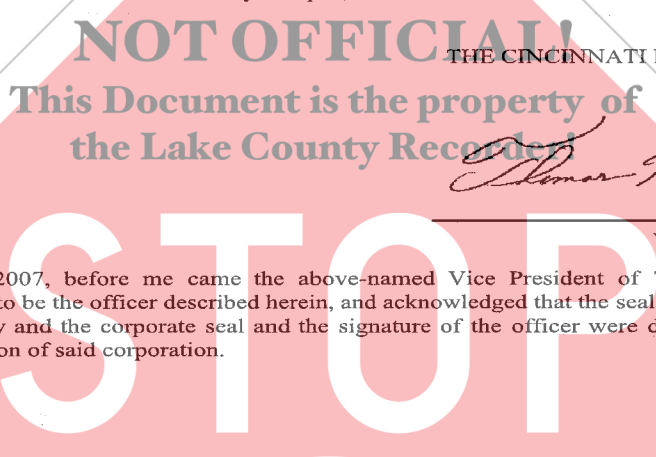 NOT OFFICIAL!
THE CINCINNATI
This Document is the property of
the Lake County Recorder!
STOP
2007, before me came the above-named Vice President of
to be the officer described herein, and acknowledged that the seal
and the corporate seal and the signature of the officer were
of said corporation.